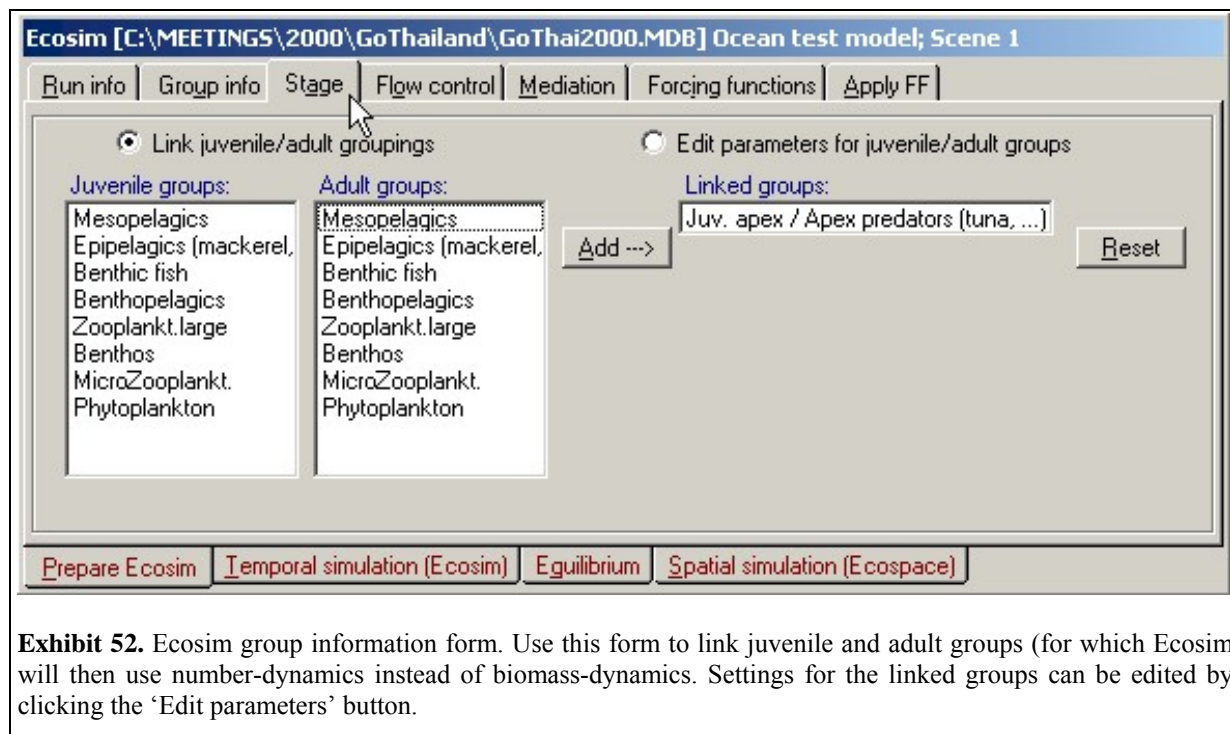 Ecosim [C:\MEETINGS\2000\GoThailand\GoThai2000.MDB] Ocean test model; Scene 1
Run info Group info Stage Flow control Mediation Forcing functions Apply FF
Link juvenile/adult groupings Edit parameters for juvenile/adult groups
Juvenile groups: Adult groups: Linked groups:
Mesopelagics Mesopelagics Juv. apex / Apex predators (tuna, ...)
Epipelagics (mackerel, Epipelagics (mackerel, Add ---> Reset
Benthic fish Benthic fish
Benthopelagics Benthopelagics
Zooplankt.large Zooplankt.large
Benthos Benthos
MicroZooplankt. MicroZooplankt.
Phytoplankton Phytoplankton
Prepare Ecosim Temporal simulation (Ecosim) Equilibrium Spatial simulation (Ecospace)
Exhibit 52. Ecosim group information form. Use this form to link juvenile and adult groups (for which Ecosim
will then use number-dynamics instead of biomass-dynamics. Settings for the linked groups can be edited by
clicking the ‘Edit parameters’ button.